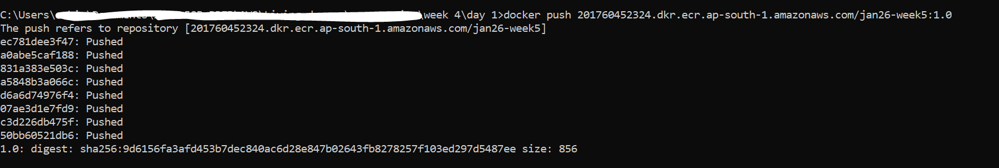 C:\Users\ \week 4\day 1>docker push 201760452324.dkr.ecr.ap-south-1.amazonaws.com/jan26-week5:1.0
The push refers to repository [201760452324.dkr.ecr.ap-south-1.amazonaws.com/jan26-week5]
ec781dee3f47: Pushed
a0abe5caf188: Pushed
831a383e503c: Pushed
a5848b3a066c: Pushed
d6a6d74976f4: Pushed
07ae3d1e7fd9: Pushed
c3d226db475f: Pushed
50bb60521db6: Pushed
1.0: digest: sha256:9d6156fa3afd453b7dec840ac6d28e847b02643fb8278257f103ed297d5487ee size: 856